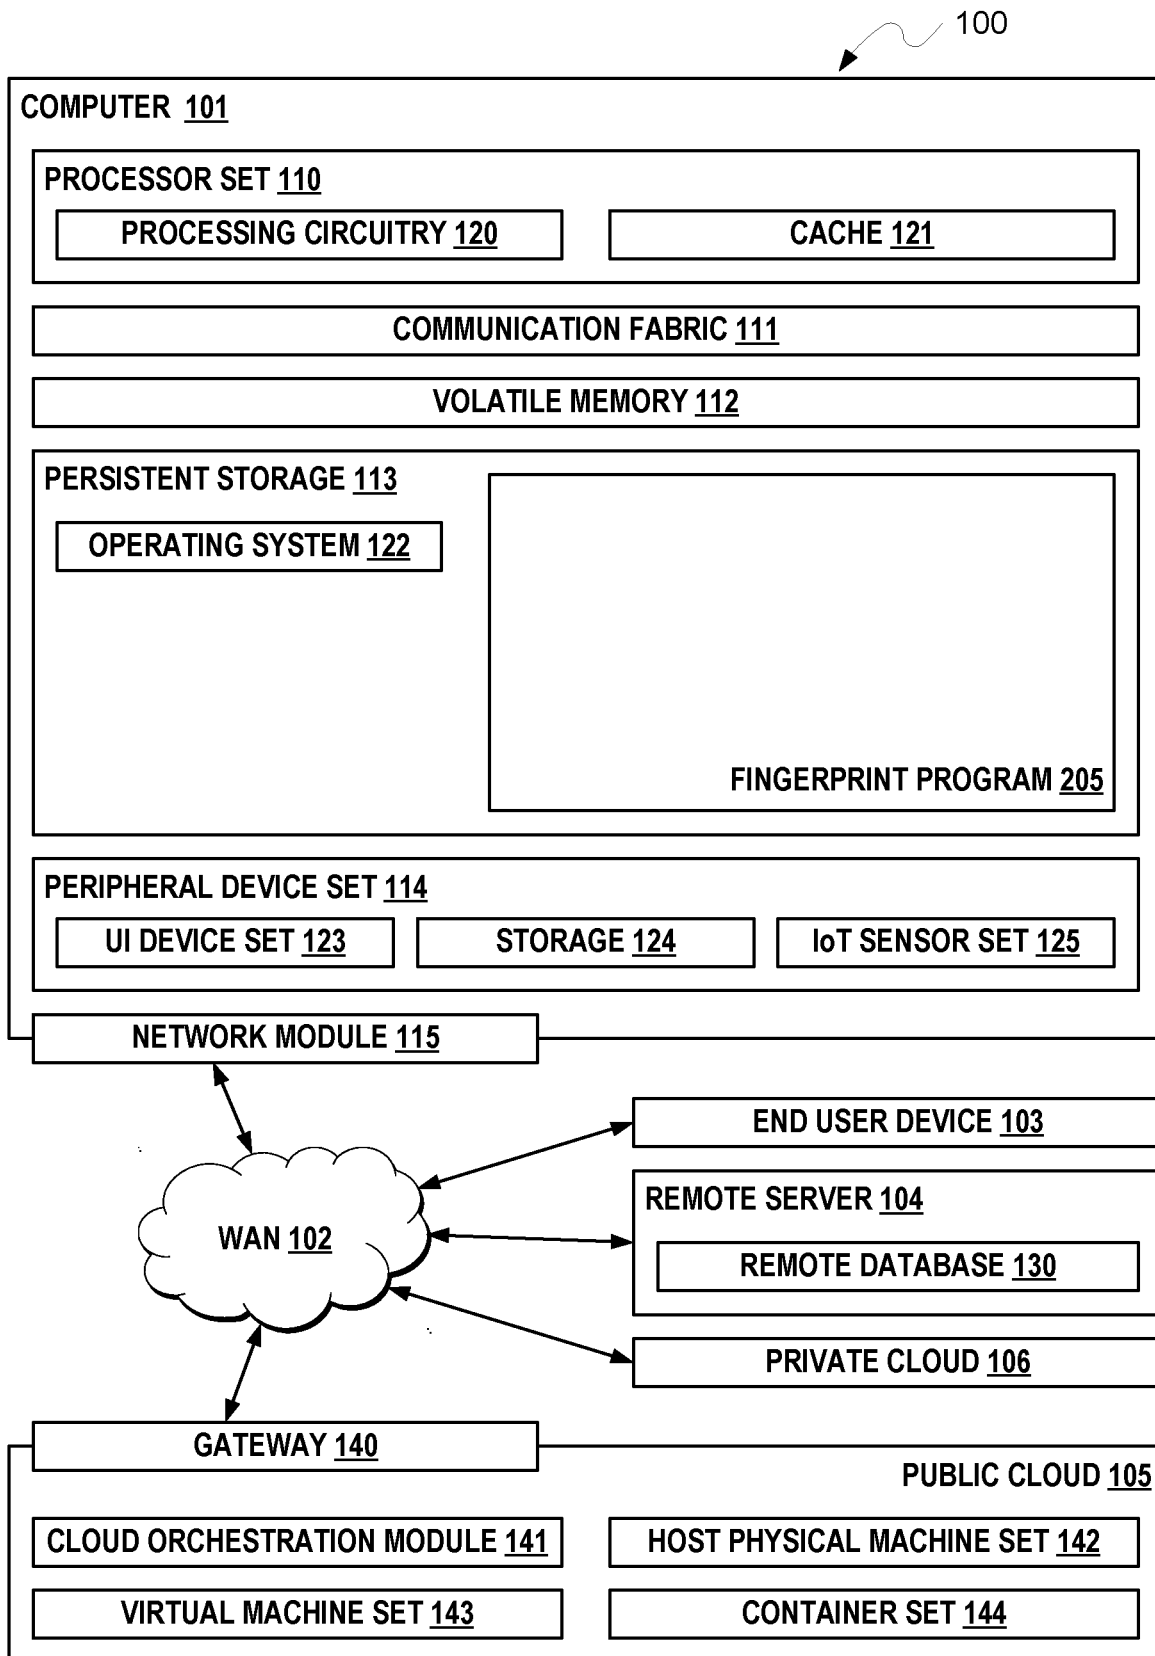 100
COMPUTER 101
PROCESSOR SET 110
PROCESSING CIRCUITRY 120
CACHE 121
COMMUNICATION FABRIC 111
VOLATILE MEMORY 112
PERSISTENT STORAGE 113
OPERATING SYSTEM 122
FINGERPRINT PROGRAM 205
PERIPHERAL DEVICE SET 114
UI DEVICE SET 123
STORAGE 124
IoT SENSOR SET 125
NETWORK MODULE 115
END USER DEVICE 103
REMOTE SERVER 104
WAN 102
REMOTE DATABASE 130
PRIVATE CLOUD 106
GATEWAY 140
PUBLIC CLOUD 105
CLOUD ORCHESTRATION MODULE 141
HOST PHYSICAL MACHINE SET 142
VIRTUAL MACHINE SET 143
CONTAINER SET 144